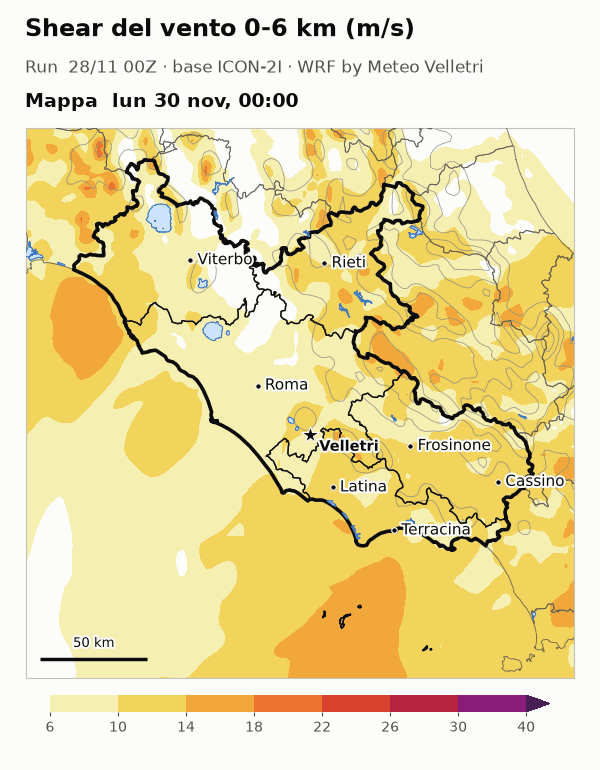 Shear del vento 0-6 km (m/s)
Run  28/11 00Z · base ICON-2I · WRF by Meteo Velletri
Mappa  lun 30 nov, 00:00
Viterbo
Rieti
Roma
Velletri
Frosinone
Latina
Cassino
Terracina
50 km
6 10 14 18 22 26 30 40